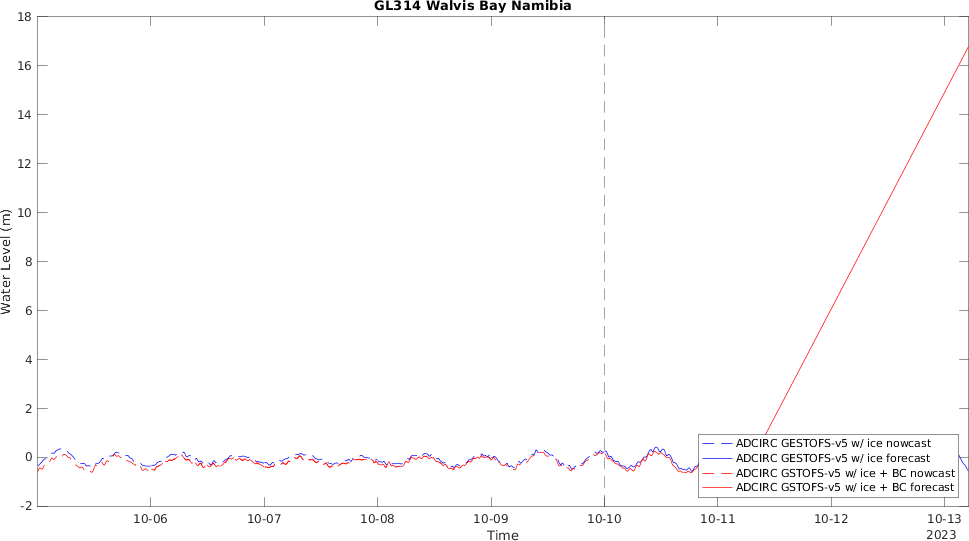 GL314 Walvis Bay Namibia
18
16
14
12
10
8
6
4
2
0
-2
Water Level (m)
ADCIRC GESTOFS-v5 w/ ice nowcast
ADCIRC GESTOFS-v5 w/ ice forecast
ADCIRC GSTOFS-v5 w/ ice + BC nowcast
ADCIRC GSTOFS-v5 w/ ice + BC forecast
10-06 10-07 10-08 10-09 10-10 10-11 10-12 10-13
Time
2023